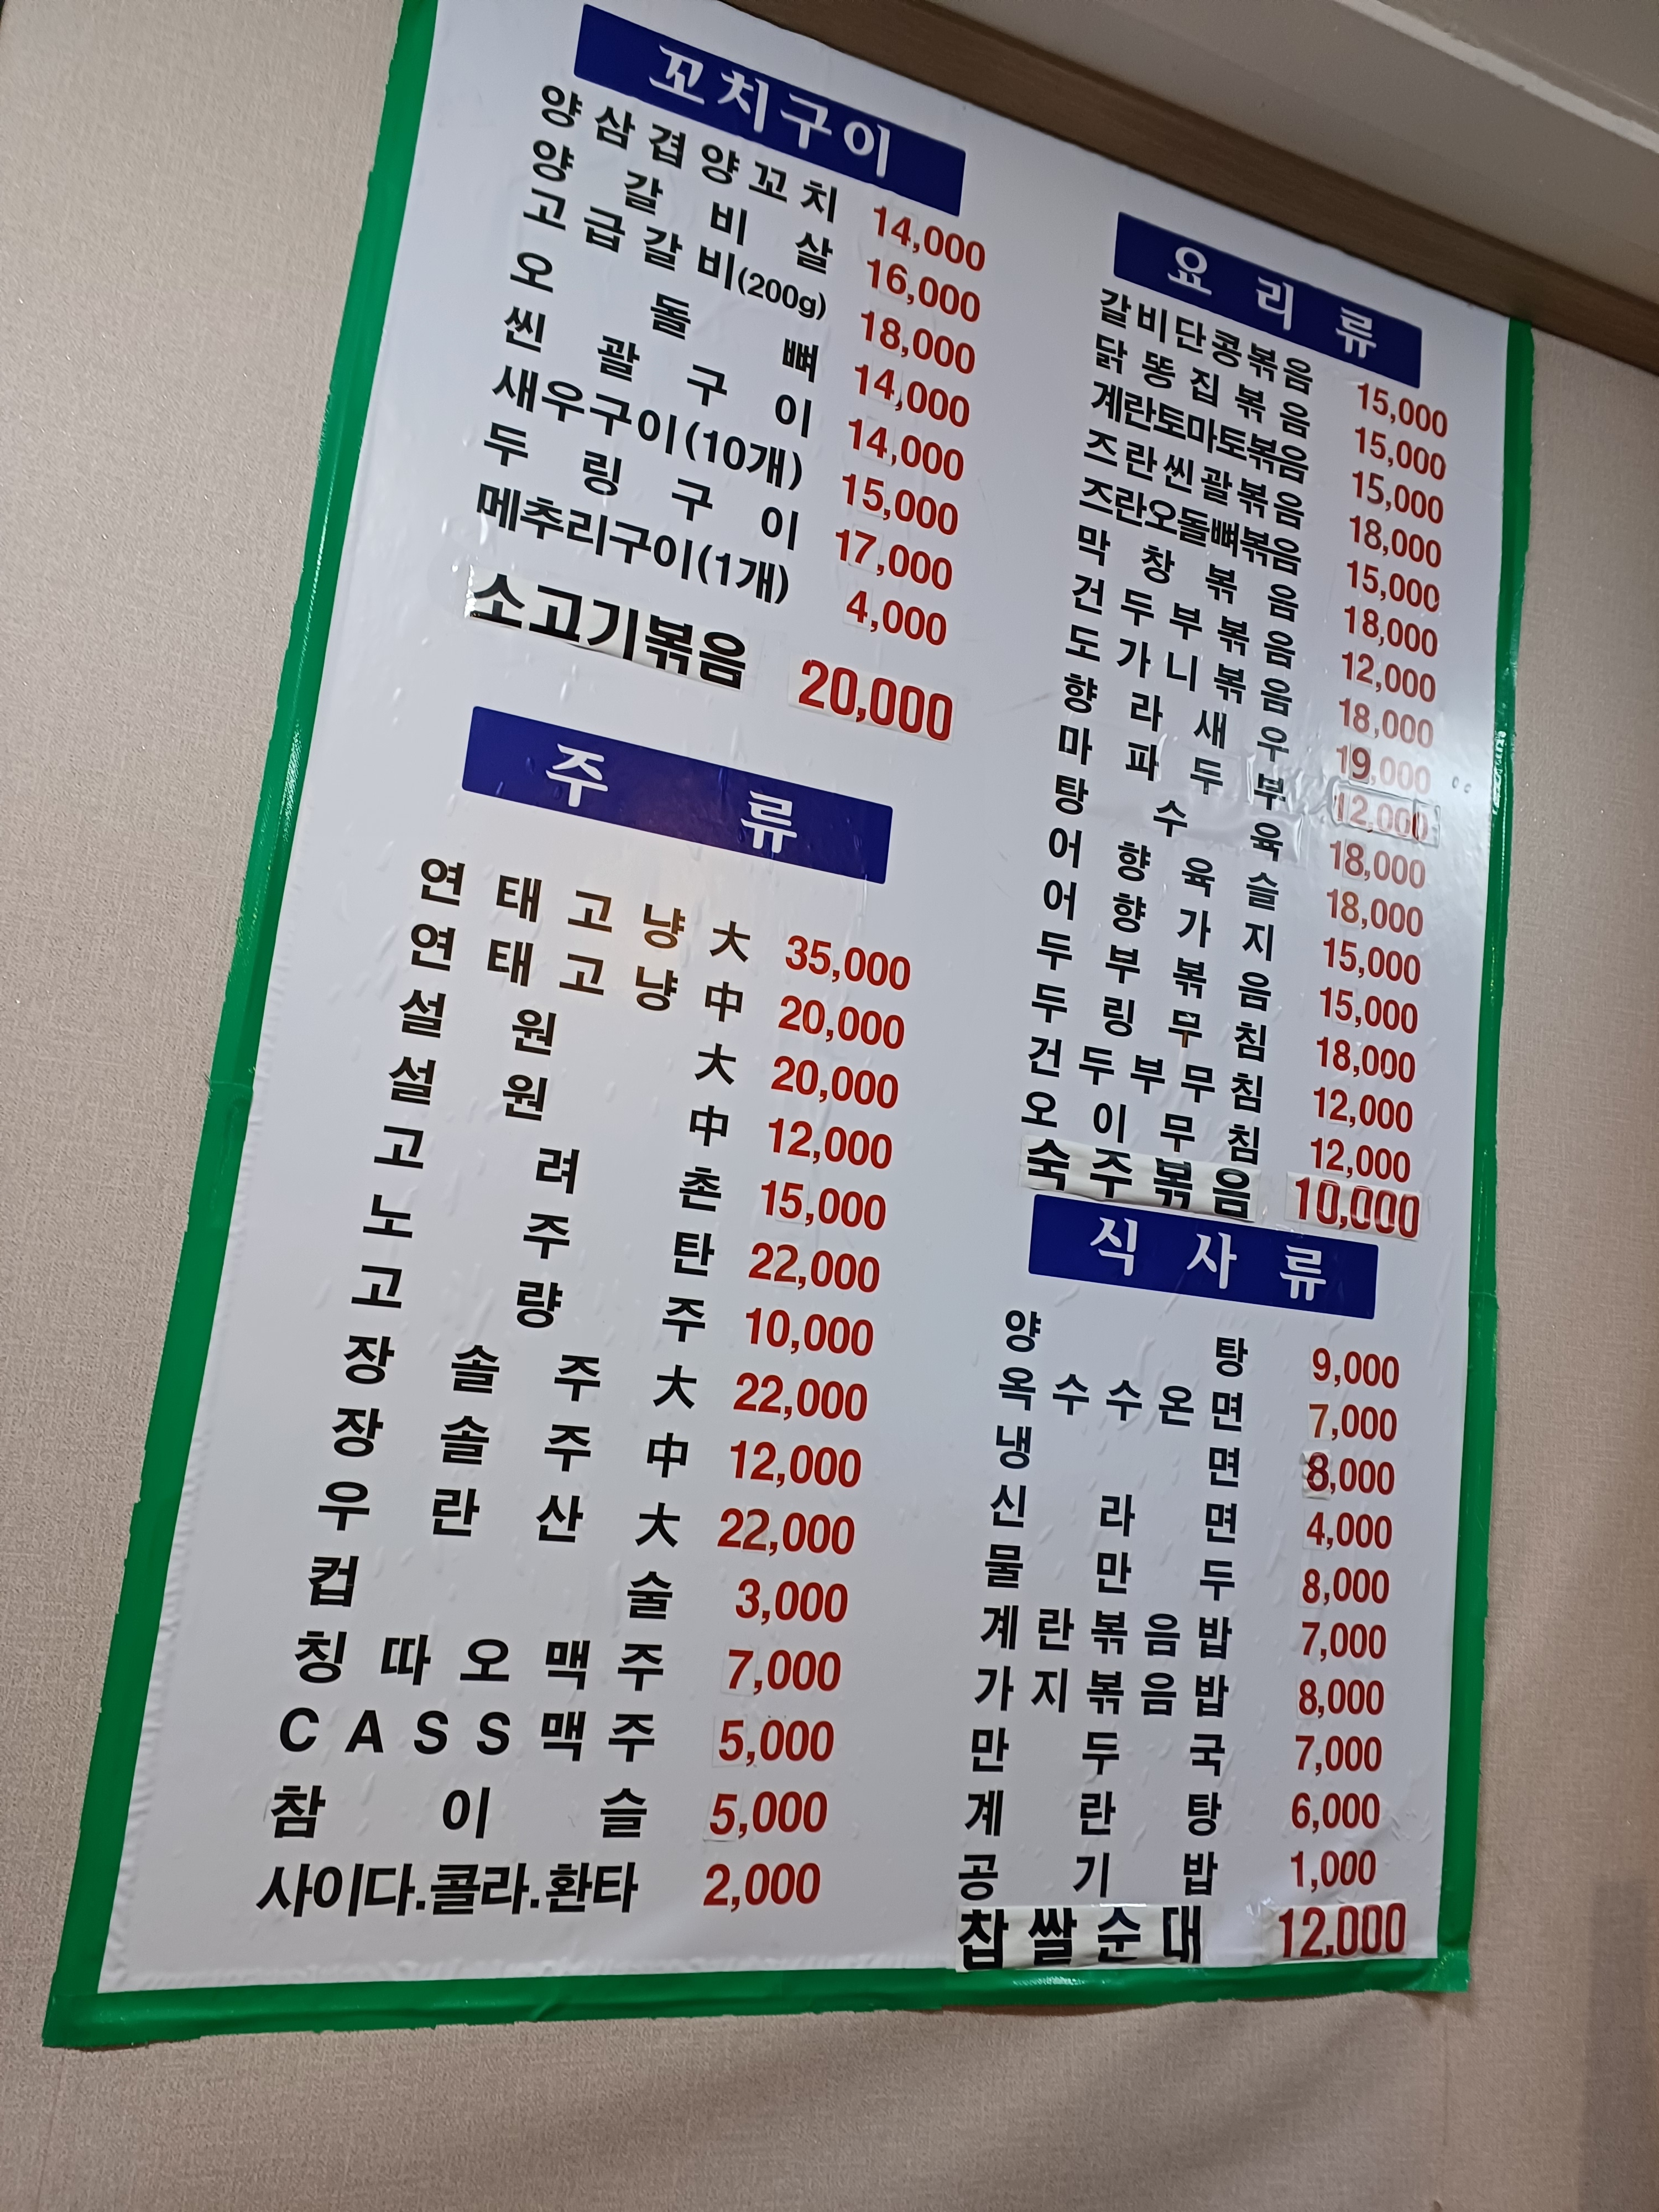 꼬치구이
양삼겹양꼬치 14,000
양갈비살 16,000
고급갈비(200g) 18,000
오돌뼈 14,000
씬괄구이 14,000
새우구이(10개) 15,000
두링구이 17,000
메추리구이(1개) 4,000
소고기볶음 20,000
주류
연태고냥大 35,000
연태고냥中 20,000
설원大 20,000
설원中 12,000
고려촌 15,000
노주탄 22,000
고량주 10,000
장솔주大 22,000
장솔주中 12,000
우란산大 22,000
컵술 3,000
칭따오맥주 7,000
CASS맥주 5,000
참이슬 5,000
사이다.콜라.환타 2,000
요리류
갈비단콩볶음 15,000
닭똥집볶음 15,000
계란토마토볶음 15,000
즈란씬괄볶음 18,000
즈란오돌뼈볶음 15,000
막창볶음 18,000
건두부볶음 12,000
도가니볶음 18,000
향라새우 19,000
마파두부 12,000
탕수육 18,000
어향육슬 18,000
어향가지 15,000
두부볶음 15,000
두링무침 18,000
건두부무침 12,000
오이무침 12,000
숙주볶음 10,000
식사류
양탕 9,000
옥수수온면 7,000
냉면 8,000
신라면 4,000
물만두 8,000
계란볶음밥 7,000
가지볶음밥 8,000
만두국 7,000
계란탕 6,000
공기밥 1,000
찹쌀순대 12,000